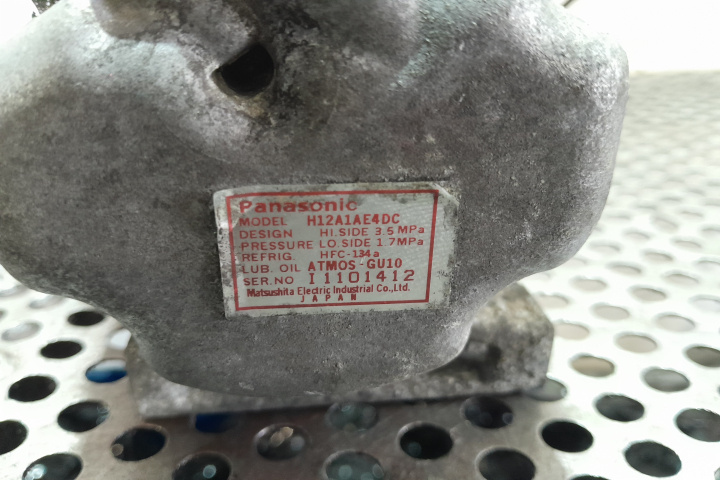 Panasonic
MODEL H12A1AE4DC
DESIGN HI.SIDE 3.5 MPa
PRESSURE LO SIDE 1.7MPa
REFRIG. HFC-134a
LUB. OIL ATMOS-GU10
SER.NO I1101412
Matsushita Electric Industrial Co.,Ltd.
JAPAN